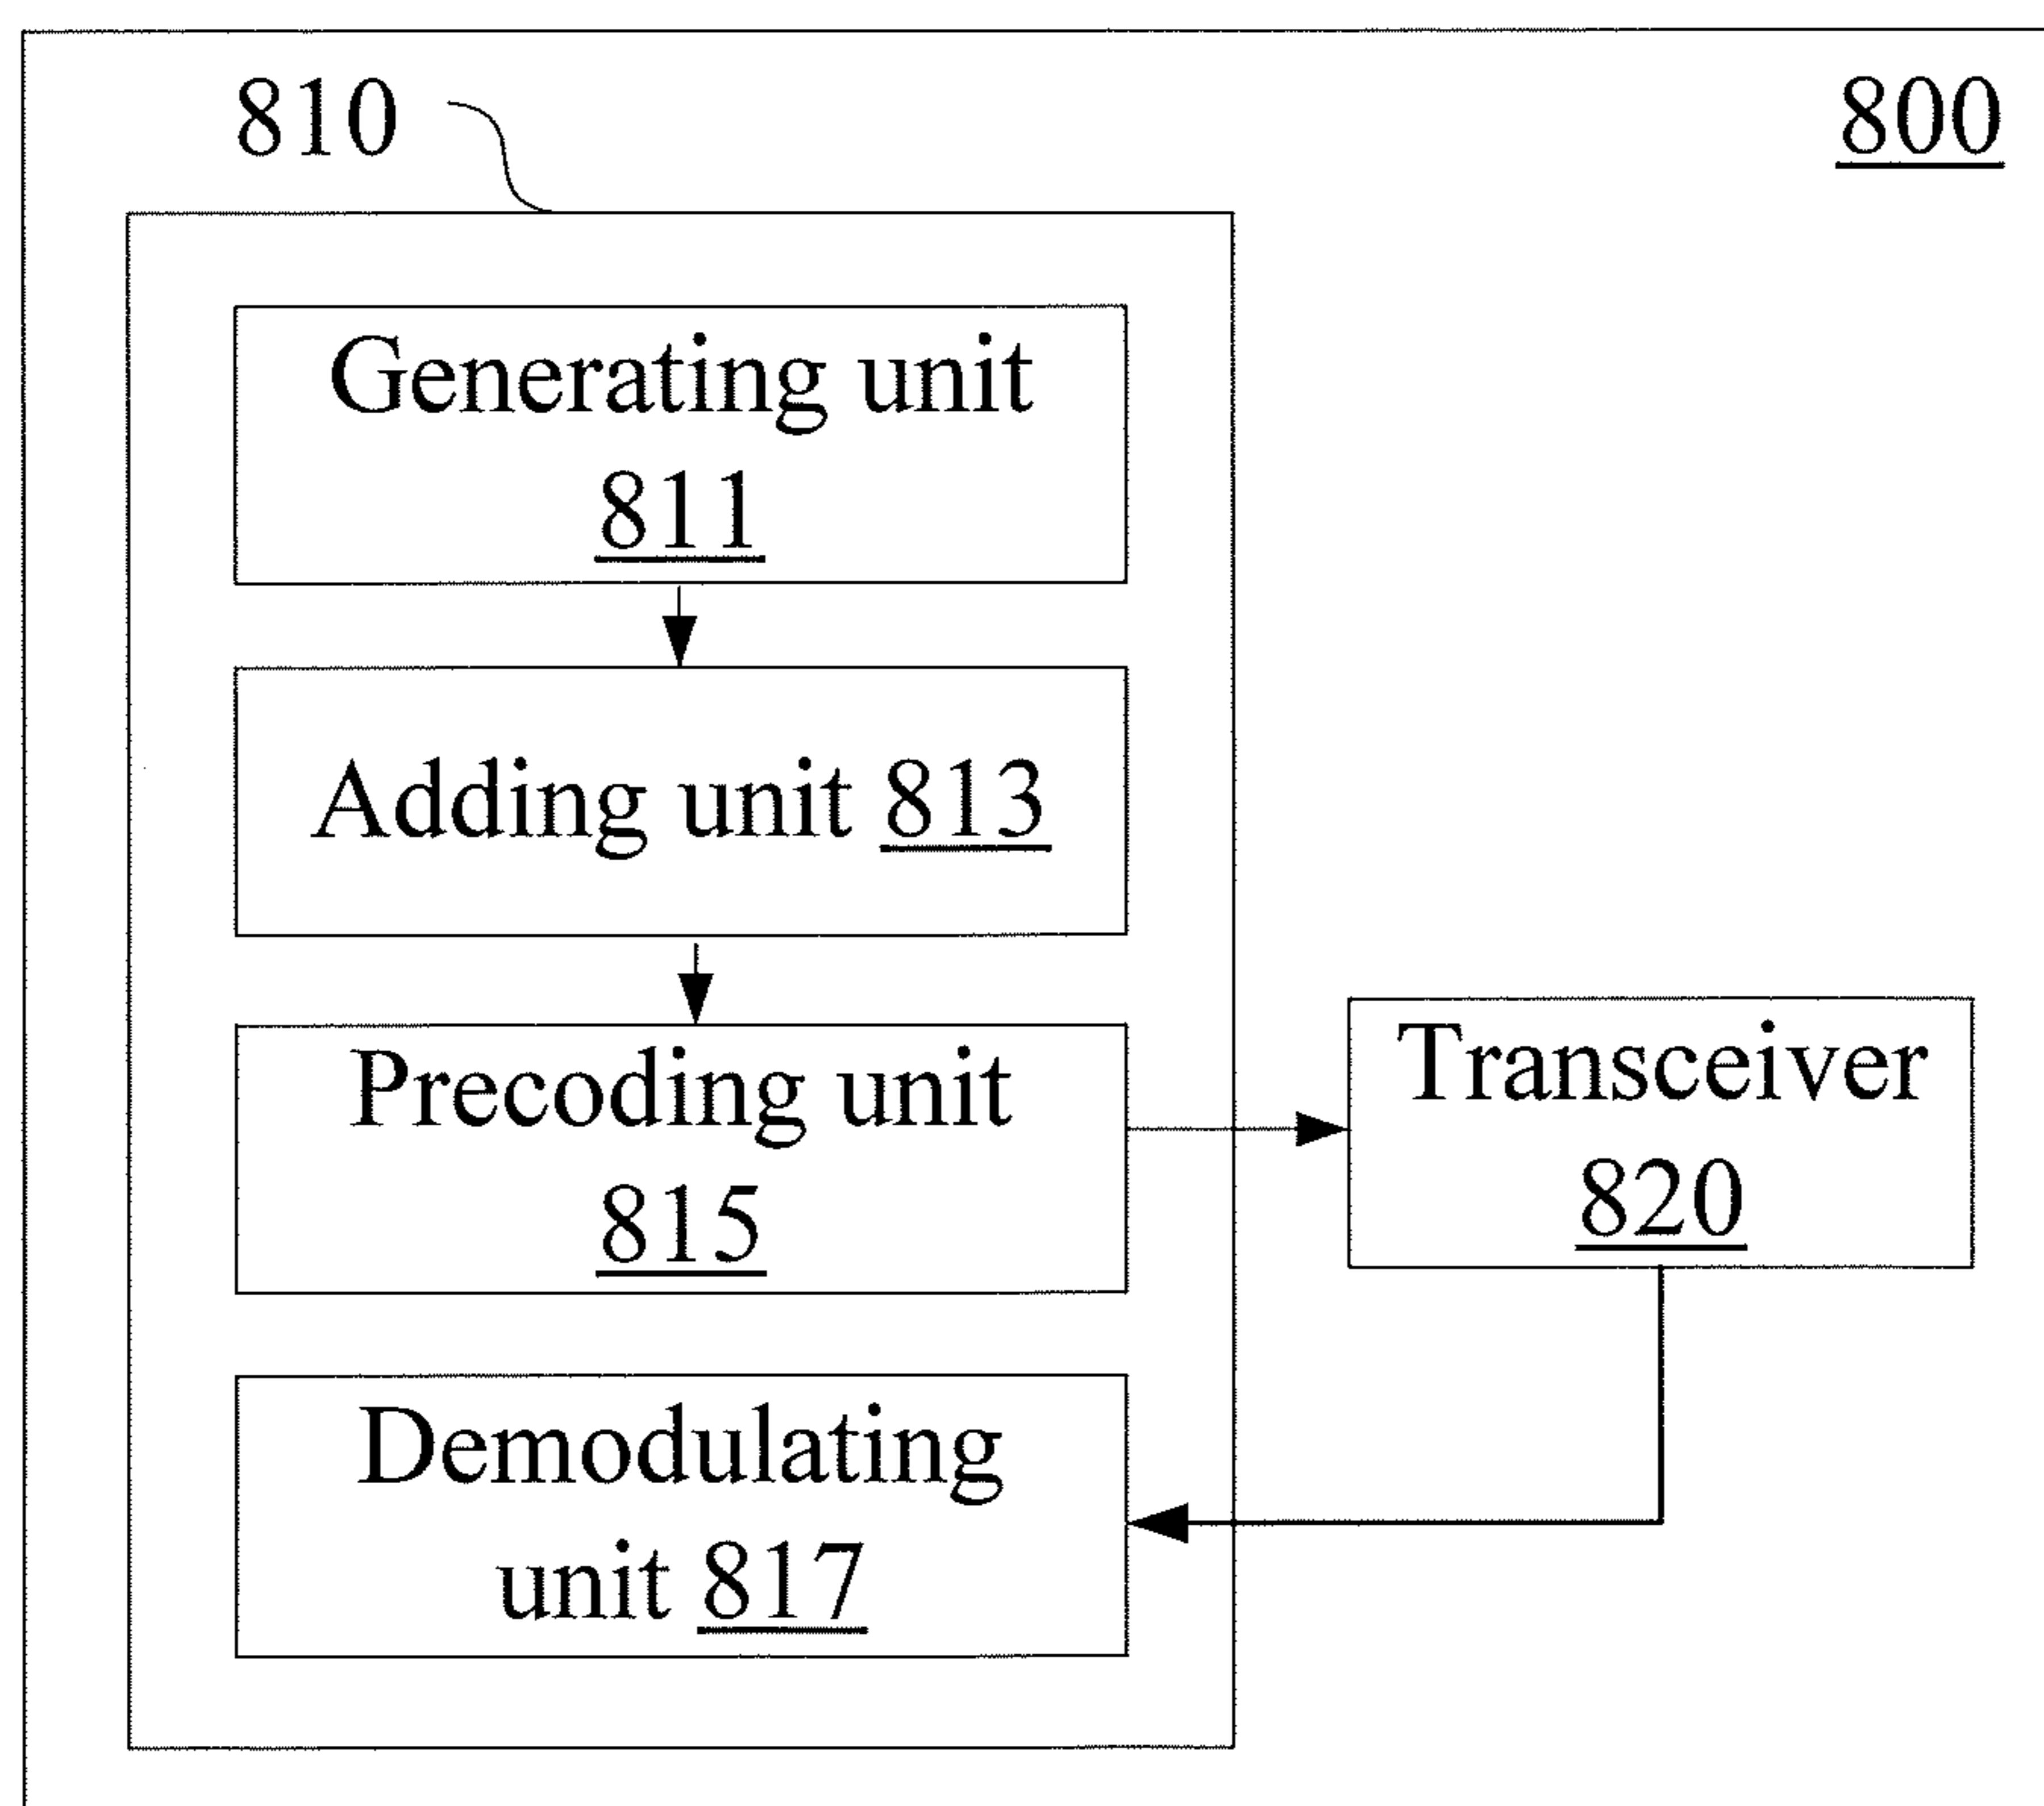 810
800
Generating unit
811
Adding unit 813
Precoding unit
815
Transceiver
820
Demodulating
unit 817